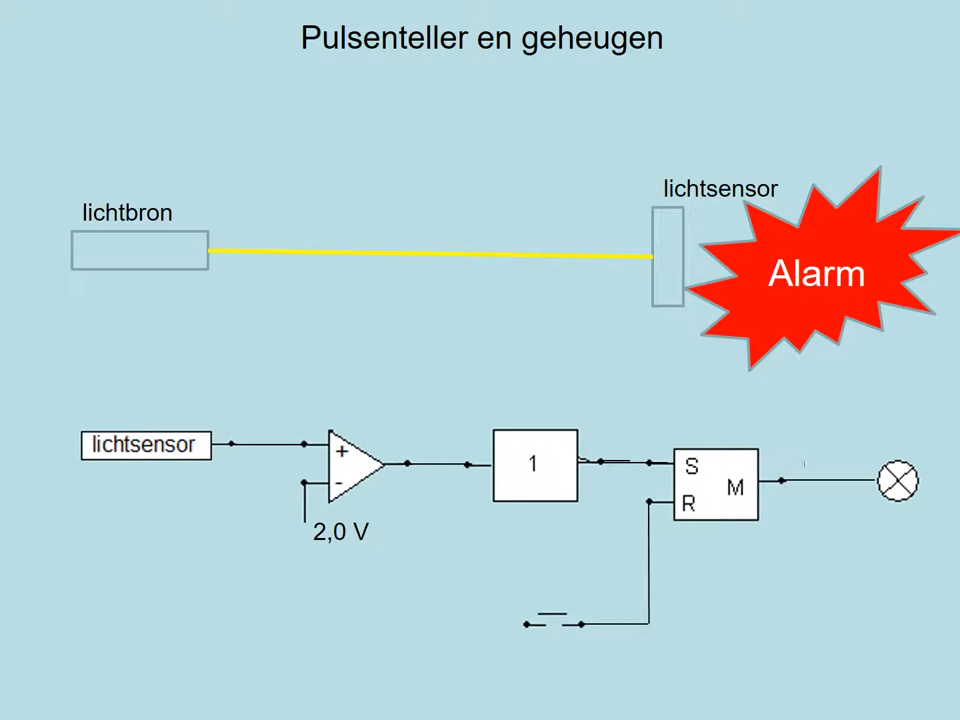 Pulsenteller en geheugen
lichtsensor
lichtbron
Alarm
lichtsensor
+
-
2,0 V
1
S
R
M